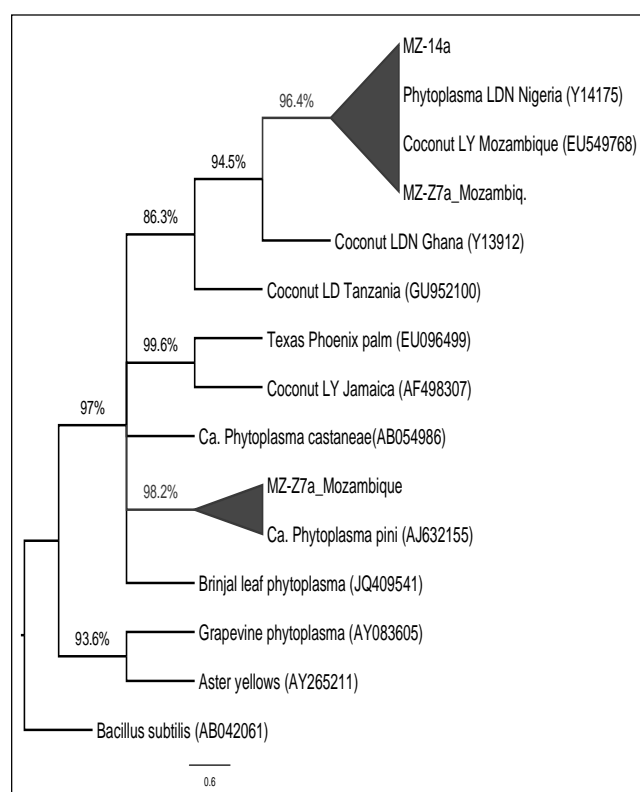 MZ-14a
96.4%
Phytoplasma LDN Nigeria (Y14175)
Coconut LY Mozambique (EU549768)
94.5%
MZ-Z7a_Mozambiq.
86.3%
Coconut LDN Ghana (Y13912)
Coconut LD Tanzania (GU952100)
99.6%
Texas Phoenix palm (EU096499)
Coconut LY Jamaica (AF498307)
97%
Ca. Phytoplasma castaneae(AB054986)
98.2%
MZ-Z7a_Mozambique
Ca. Phytoplasma pini (AJ632155)
Brinjal leaf phytoplasma (JQ409541)
93.6%
Grapevine phytoplasma (AY083605)
Aster yellows (AY265211)
Bacillus subtilis (AB042061)
0.6